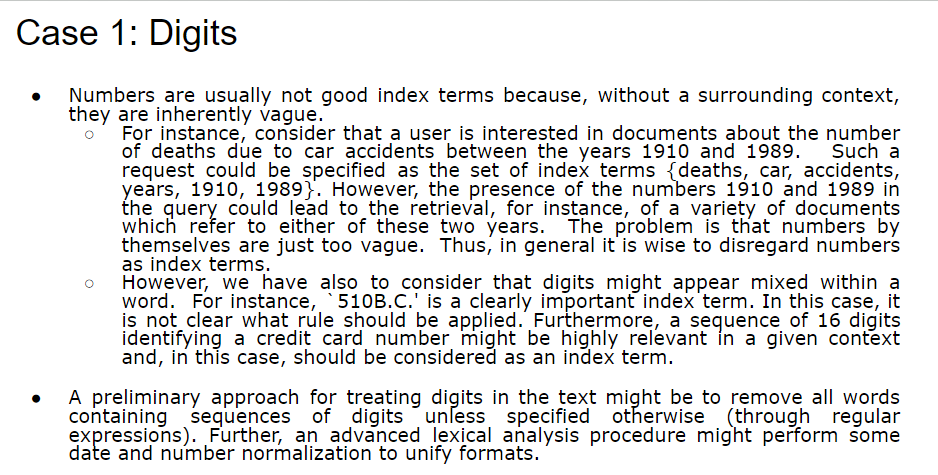 Case 1: Digits
● Numbers are usually not good index terms because, without a surrounding context,
they are inherently vague.
○ For instance, consider that a user is interested in documents about the number
of deaths due to car accidents between the years 1910 and 1989. Such a
request could be specified as the set of index terms {deaths, car, accidents,
years, 1910, 1989}. However, the presence of the numbers 1910 and 1989 in
the query could lead to the retrieval, for instance, of a variety of documents
which refer to either of these two years. The problem is that numbers by
themselves are just too vague. Thus, in general it is wise to disregard numbers
as index terms.
○ However, we have also to consider that digits might appear mixed within a
word. For instance, `510B.C.' is a clearly important index term. In this case, it
is not clear what rule should be applied. Furthermore, a sequence of 16 digits
identifying a credit card number might be highly relevant in a given context
and, in this case, should be considered as an index term.
● A preliminary approach for treating digits in the text might be to remove all words
containing sequences of digits unless specified otherwise (through regular
expressions). Further, an advanced lexical analysis procedure might perform some
date and number normalization to unify formats.